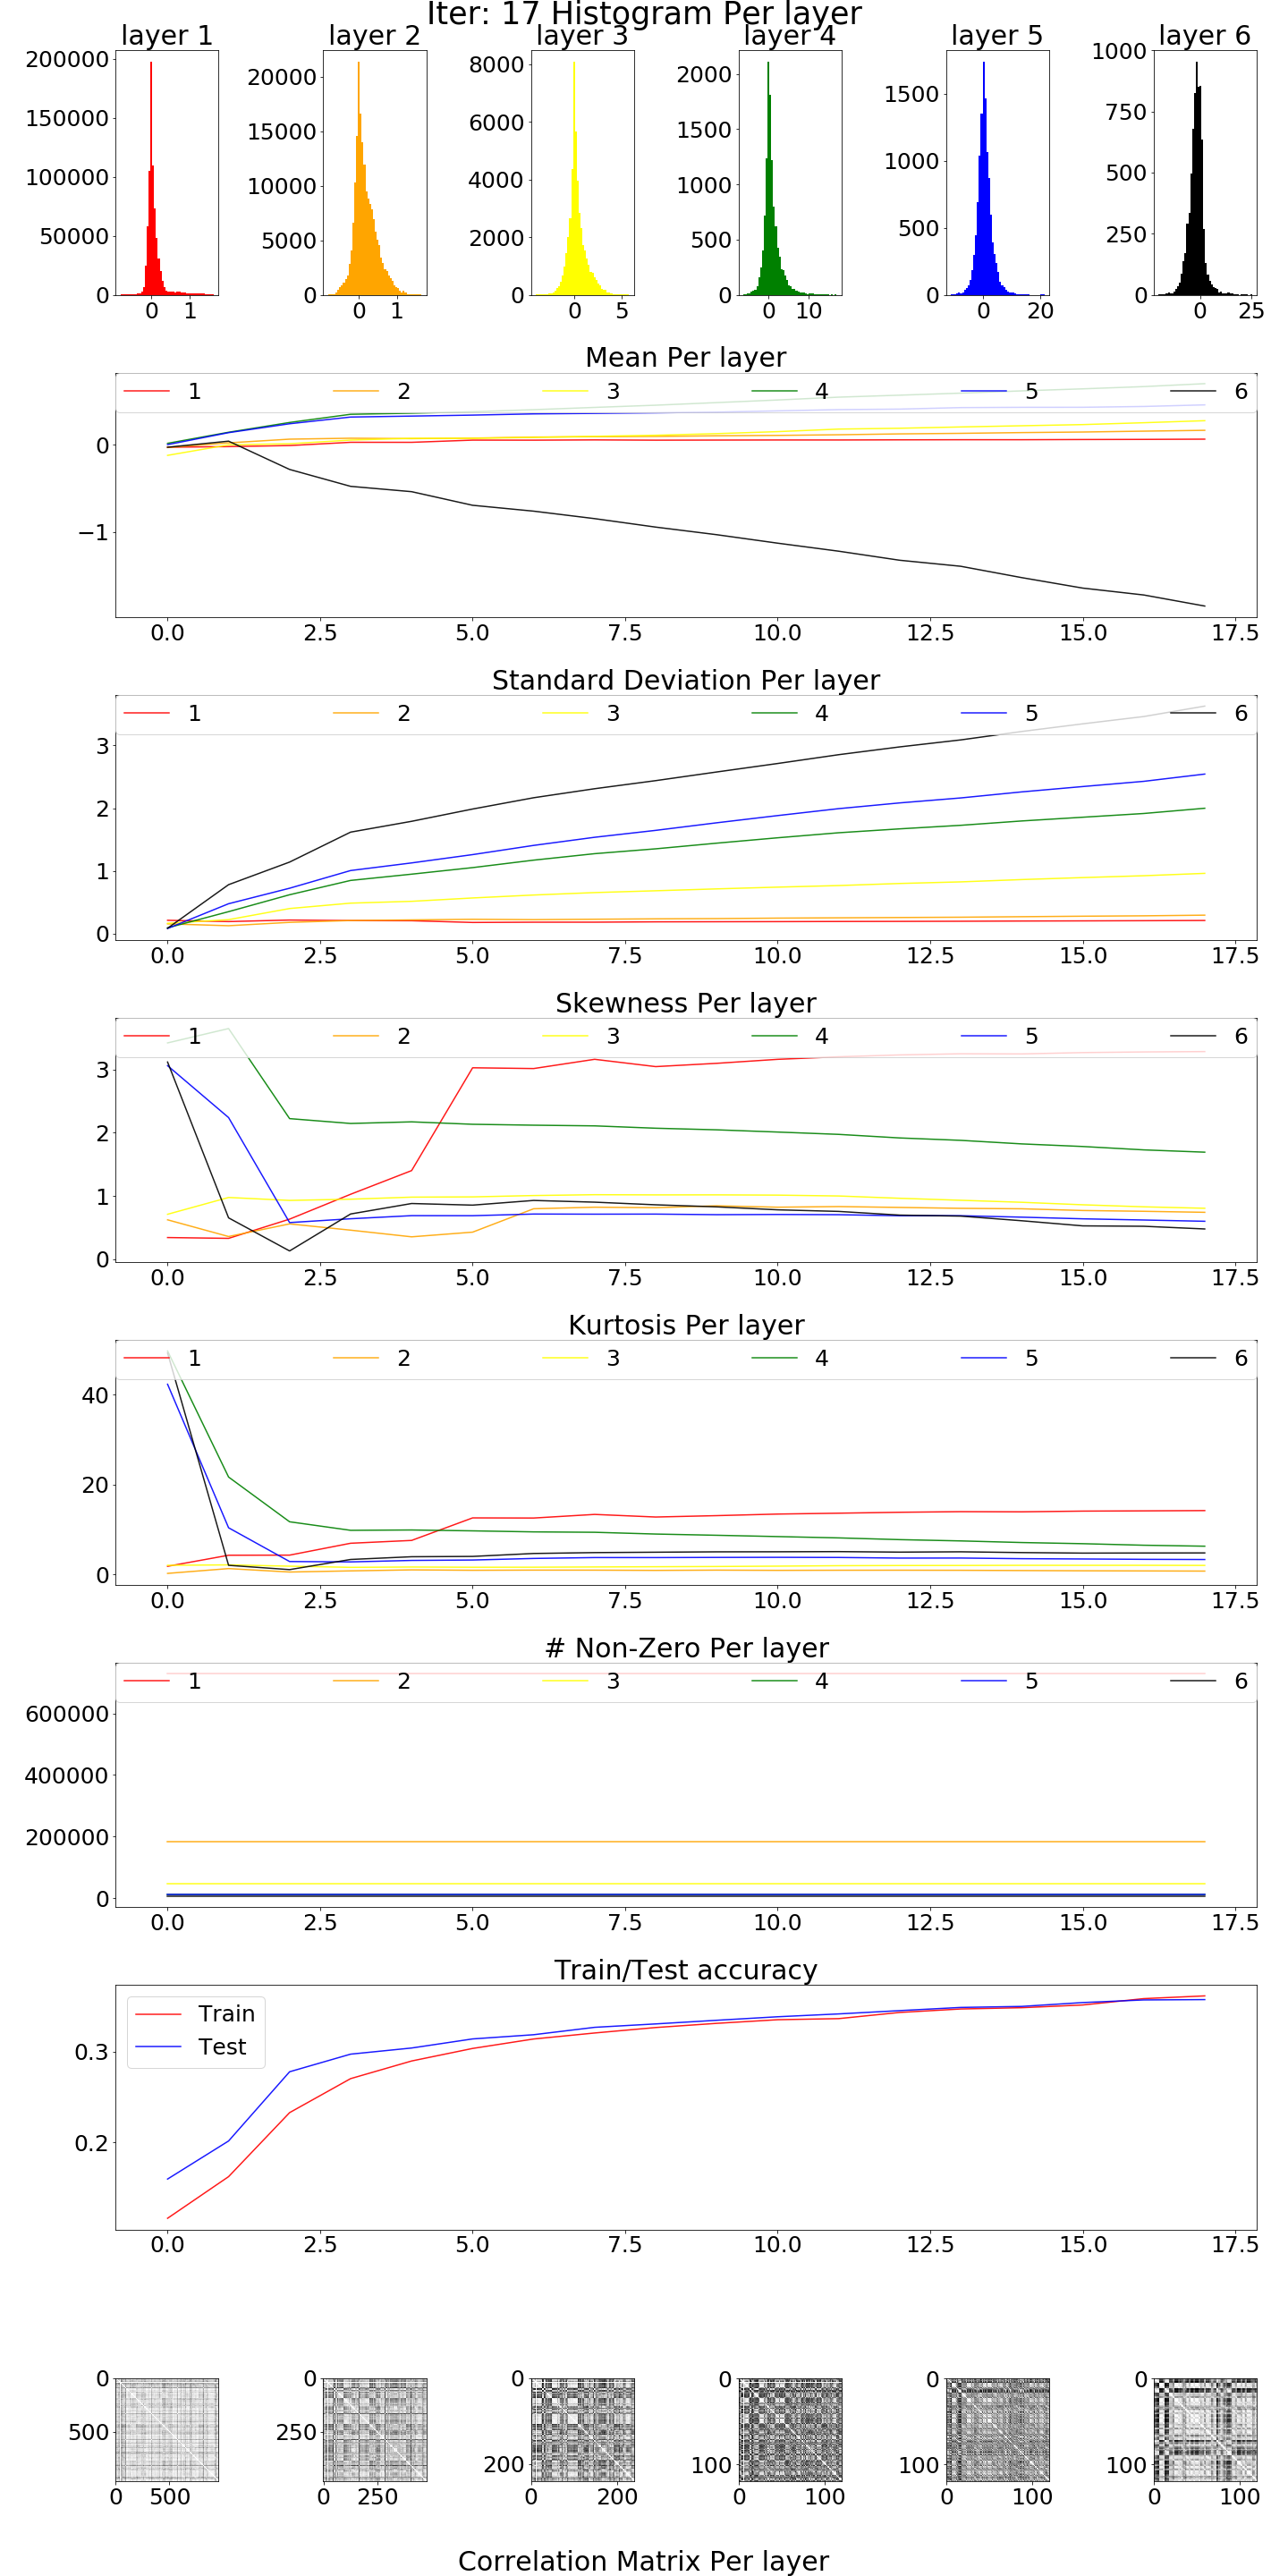 Iter: 17 Histogram Per layer
layer 1 layer 2 layer 3 layer 4 layer 5 layer 6
200000 150000 100000 50000 0
0 1
20000 15000 10000 5000 0
0 1
8000 6000 4000 2000 0
0 5
2000 1500 1000 500 0
0 10
1500 1000 500 0
0 20
1000 750 500 250 0
0 25
Mean Per layer
1 2 3 4 5 6
0
−1
0.0 2.5 5.0 7.5 10.0 12.5 15.0 17.5
Standard Deviation Per layer
1 2 3 4 5 6
3
2
1
0
0.0 2.5 5.0 7.5 10.0 12.5 15.0 17.5
Skewness Per layer
1 2 3 4 5 6
3
2
1
0
0.0 2.5 5.0 7.5 10.0 12.5 15.0 17.5
Kurtosis Per layer
1 2 3 4 5 6
40
20
0
0.0 2.5 5.0 7.5 10.0 12.5 15.0 17.5
# Non-Zero Per layer
1 2 3 4 5 6
600000
400000
200000
0
0.0 2.5 5.0 7.5 10.0 12.5 15.0 17.5
Train/Test accuracy
Train
Test
0.3
0.2
0.0 2.5 5.0 7.5 10.0 12.5 15.0 17.5
0 500
0 500
0 250
0 250
0 200
0 200
0 100
0 100
0 100
0 100
0 100
0 100
Correlation Matrix Per layer